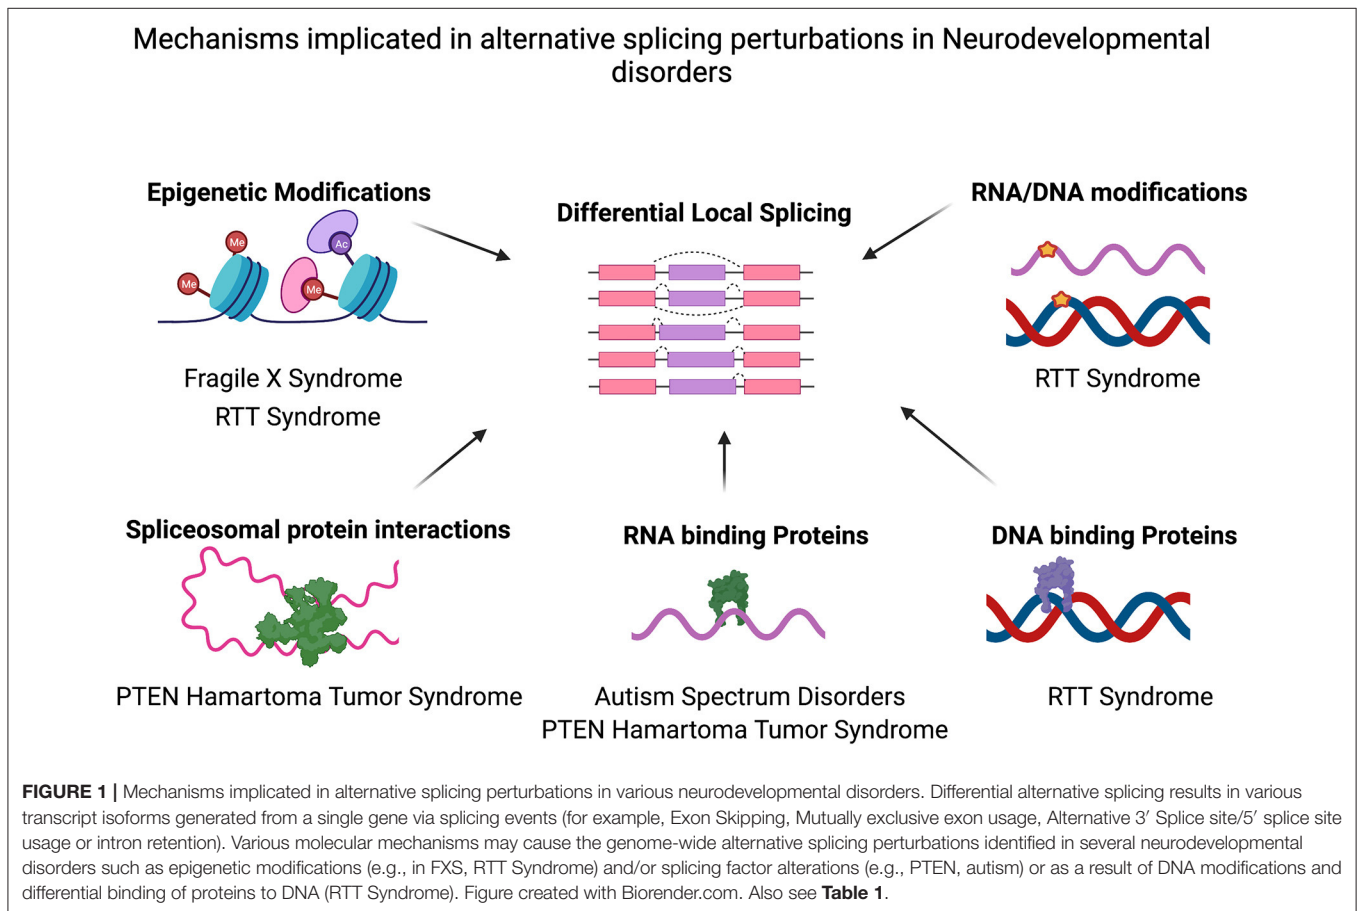 Mechanisms implicated in alternative splicing perturbations in Neurodevelopmental
disorders
Epigenetic Modifications
Me
Me
Ac
Me
Fragile X Syndrome
RTT Syndrome
Differential Local Splicing
RNA/DNA modifications
RTT Syndrome
Spliceosomal protein interactions
PTEN Hamartoma Tumor Syndrome
RNA binding Proteins
Autism Spectrum Disorders
PTEN Hamartoma Tumor Syndrome
DNA binding Proteins
RTT Syndrome
FIGURE 1 | Mechanisms implicated in alternative splicing perturbations in various neurodevelopmental disorders. Differential alternative splicing results in various
transcript isoforms generated from a single gene via splicing events (for example, Exon Skipping, Mutually exclusive exon usage, Alternative 3′ Splice site/5′ splice site
usage or intron retention). Various molecular mechanisms may cause the genome-wide alternative splicing perturbations identified in several neurodevelopmental
disorders such as epigenetic modifications (e.g., in FXS, RTT Syndrome) and/or splicing factor alterations (e.g., PTEN, autism) or as a result of DNA modifications and
differential binding of proteins to DNA (RTT Syndrome). Figure created with Biorender.com. Also see Table 1.